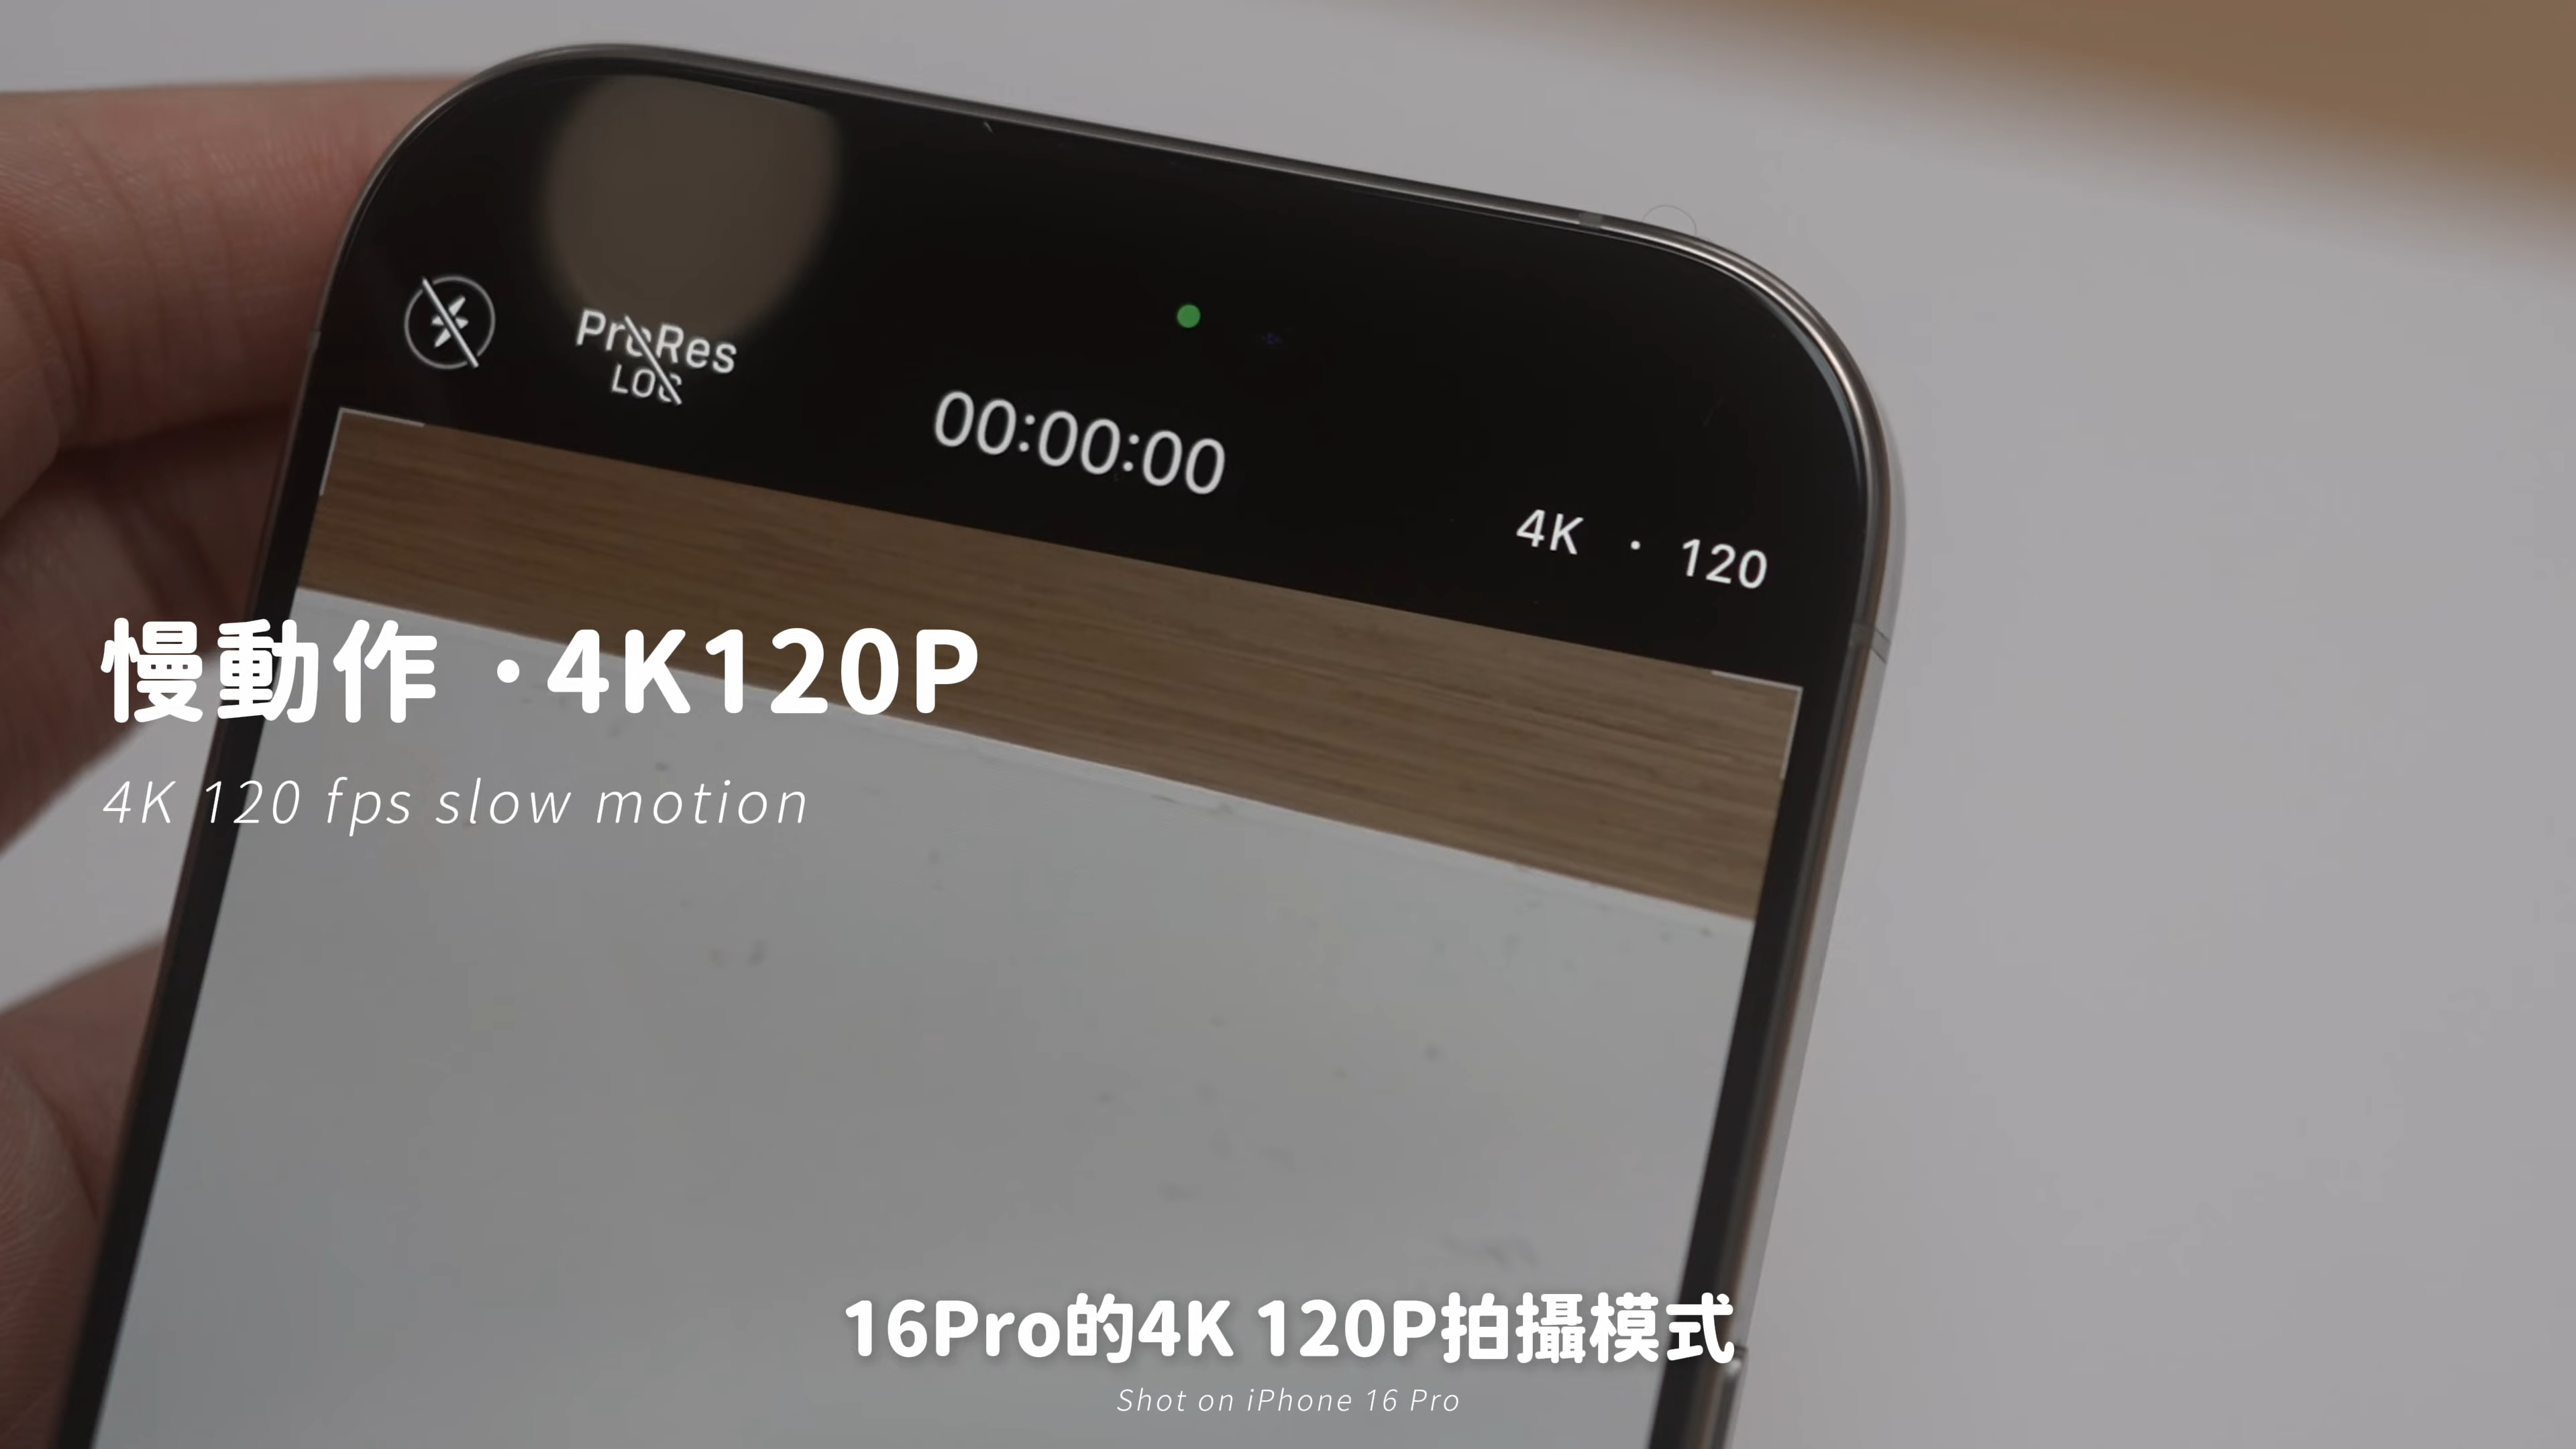 ProRes
LOG
00:00:00
4K · 120
慢動作 ·4K120P
4K 120 fps slow motion
16Pro的4K 120P拍攝模式
Shot on iPhone 16 Pro